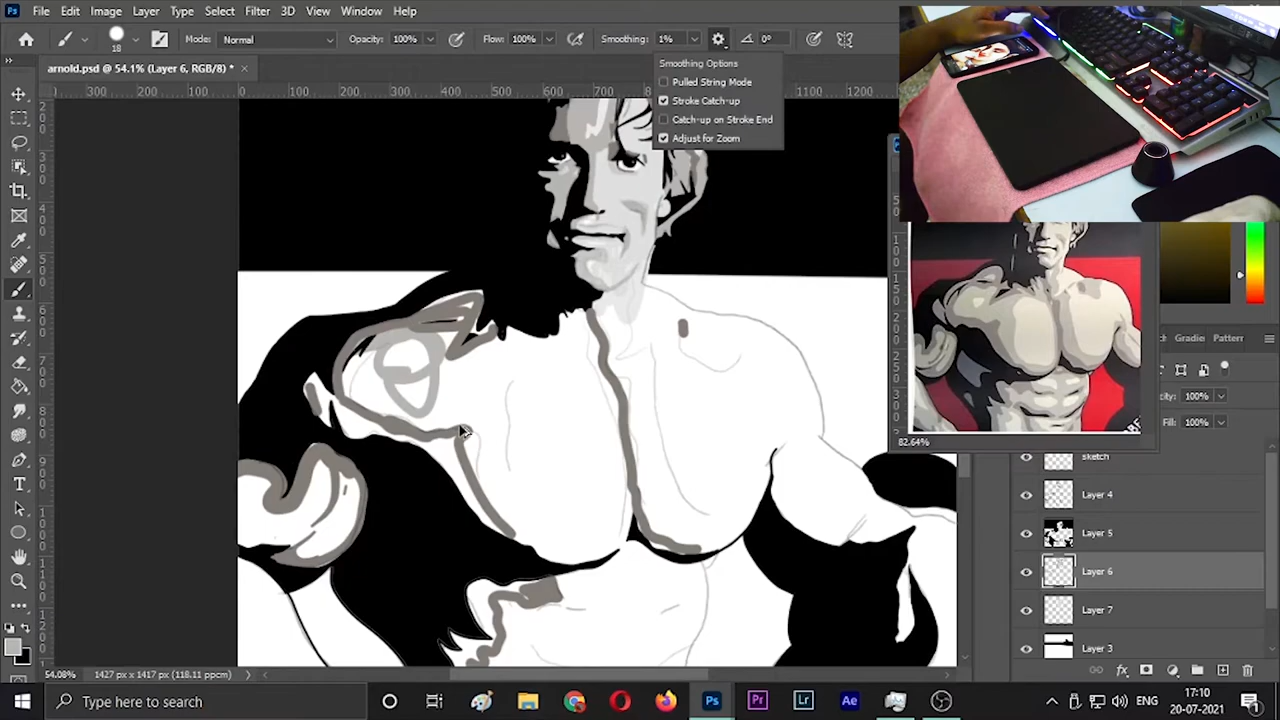 File Edit Image Layer Type Select Filter 3D View Window Help
18 Mode: Normal Opacity: 100% Flow: 100% Smoothing: 1% 0°
arnold.psd @ 54.1% (Layer 6, RGB/8) *
Smoothing Options
Pulled String Mode
Stroke Catch-up
Catch-up on Stroke End
Adjust for Zoom
300 200 100 0 100 200 300 400 500 600 700 1100 1200
Gradie Pattern
100%
Fill: 100%
82.64%
sketch
Layer 4
Layer 5
Layer 6
Layer 7
Layer 3
54.08% 1427 px x 1417 px (118.11 ppcm)
Type here to search
ENG
17:10
20-07-2021